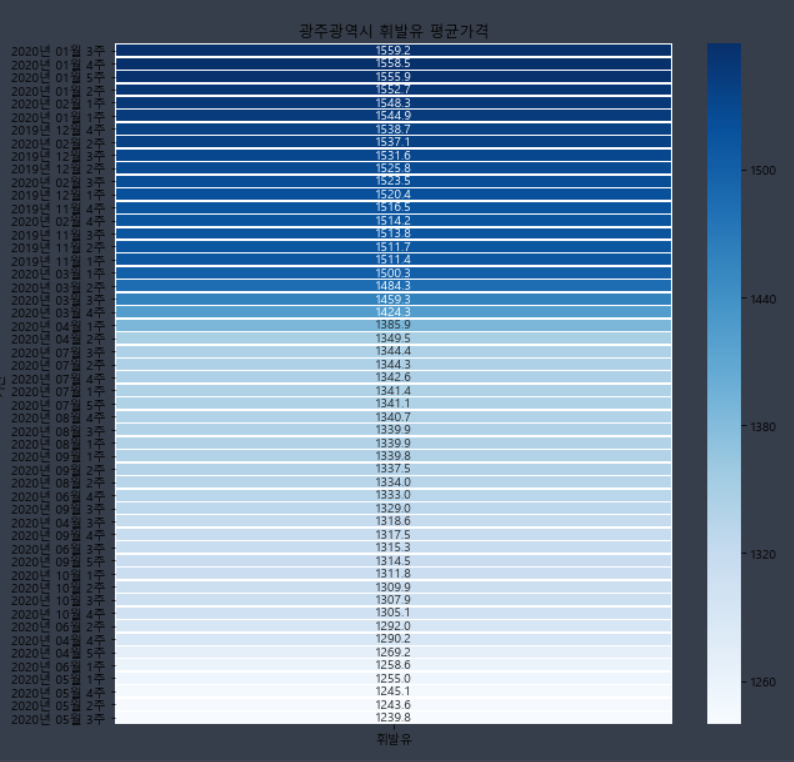 광주광역시 휘발유 평균가격
2020년 01월 3주 1559.2
2020년 01월 4주 1558.5
2020년 01월 5주 1555.9
2020년 01월 2주 1552.7
2020년 02월 1주 1548.3
2020년 01월 1주 1544.9
2019년 12월 4주 1538.7
2020년 02월 2주 1537.1
2019년 12월 3주 1531.6
2019년 12월 2주 1525.8
2020년 02월 3주 1523.5
2019년 12월 1주 1520.4
2019년 11월 4주 1516.5
2020년 02월 4주 1514.2
2019년 11월 3주 1513.8
2019년 11월 2주 1511.7
2019년 11월 1주 1511.4
2020년 03월 1주 1500.3
2020년 03월 2주 1484.3
2020년 03월 3주 1459.3
2020년 03월 4주 1424.3
2020년 04월 1주 1385.9
2020년 04월 2주 1349.5
2020년 07월 3주 1344.4
2020년 07월 2주 1344.3
2020년 07월 4주 1342.6
2020년 07월 1주 1341.4
2020년 07월 5주 1341.1
2020년 08월 4주 1340.7
2020년 08월 3주 1339.9
2020년 08월 1주 1339.9
2020년 09월 1주 1339.8
2020년 09월 2주 1337.5
2020년 08월 2주 1334.0
2020년 06월 4주 1333.0
2020년 09월 3주 1329.0
2020년 04월 3주 1318.6
2020년 09월 4주 1317.5
2020년 06월 3주 1315.3
2020년 09월 5주 1314.5
2020년 10월 1주 1311.8
2020년 10월 2주 1309.9
2020년 10월 3주 1307.9
2020년 10월 4주 1305.1
2020년 06월 2주 1292.0
2020년 04월 4주 1290.2
2020년 04월 5주 1269.2
2020년 06월 1주 1258.6
2020년 05월 1주 1255.0
2020년 05월 4주 1245.1
2020년 05월 2주 1243.6
2020년 05월 3주 1239.8
휘발유
1500
1440
1380
1320
1260